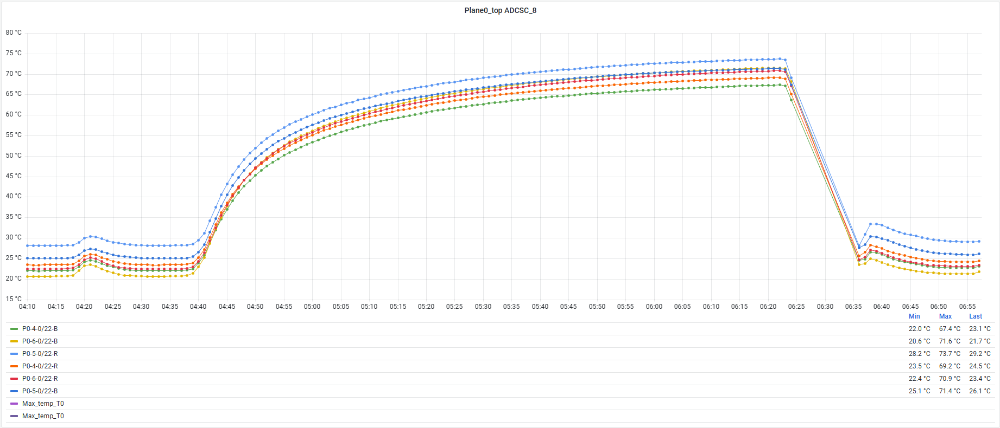 Plane0_top ADCSC_8
80 °C
75 °C
70 °C
65 °C
60 °C
55 °C
50 °C
45 °C
40 °C
35 °C
30 °C
25 °C
20 °C
15 °C
04:10 04:15 04:20 04:25 04:30 04:35 04:40 04:45 04:50 04:55 05:00 05:05 05:10 05:15 05:20 05:25 05:30 05:35 05:40 05:45 05:50 05:55 06:00 06:05 06:10 06:15 06:20 06:25 06:30 06:35 06:40 06:45 06:50 06:55
Min Max Last
P0-4-0/22-B 22.0 °C 67.4 °C 23.1 °C
P0-6-0/22-B 20.6 °C 71.6 °C 21.7 °C
P0-5-0/22-R 28.2 °C 73.7 °C 29.2 °C
P0-4-0/22-R 23.5 °C 69.2 °C 24.5 °C
P0-6-0/22-R 22.4 °C 70.9 °C 23.4 °C
P0-5-0/22-B 25.1 °C 71.4 °C 26.1 °C
Max_temp_T0
Max_temp_T0